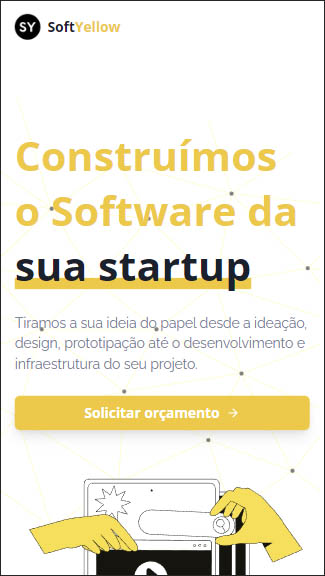 SY SoftYellow
Construímos
o Software da
sua startup
Tiramos a sua ideia do papel desde a ideação,
design, prototipação até o desenvolvimento e
infraestrutura do seu projeto.
Solicitar orçamento →